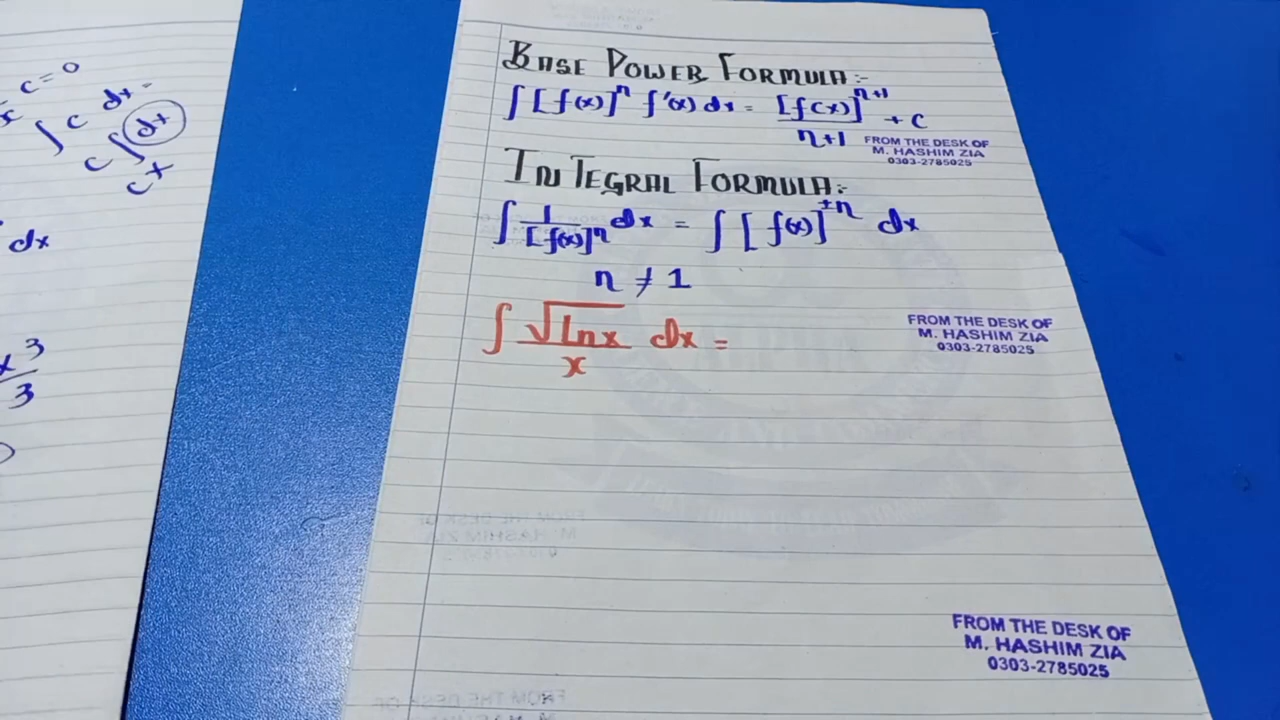 c = 0
∫ c dx =
c ∫ dx
cx
dx
x³/3
BASE POWER FORMULA:-
∫ [f(x)]ⁿ f'(x) dx = [f(x)]ⁿ⁺¹/n+1 + c
FROM THE DESK OF
M. HASHIM ZIA
0303-2785025
INTEGRAL FORMULA:-
∫ 1/[f(x)]ⁿ dx = ∫ [f(x)]^±n dx
n ≠ 1
∫ √lnx/x dx =
FROM THE DESK OF
M. HASHIM ZIA
0303-2785025
FROM THE DESK OF
M. HASHIM ZIA
0303-2785025